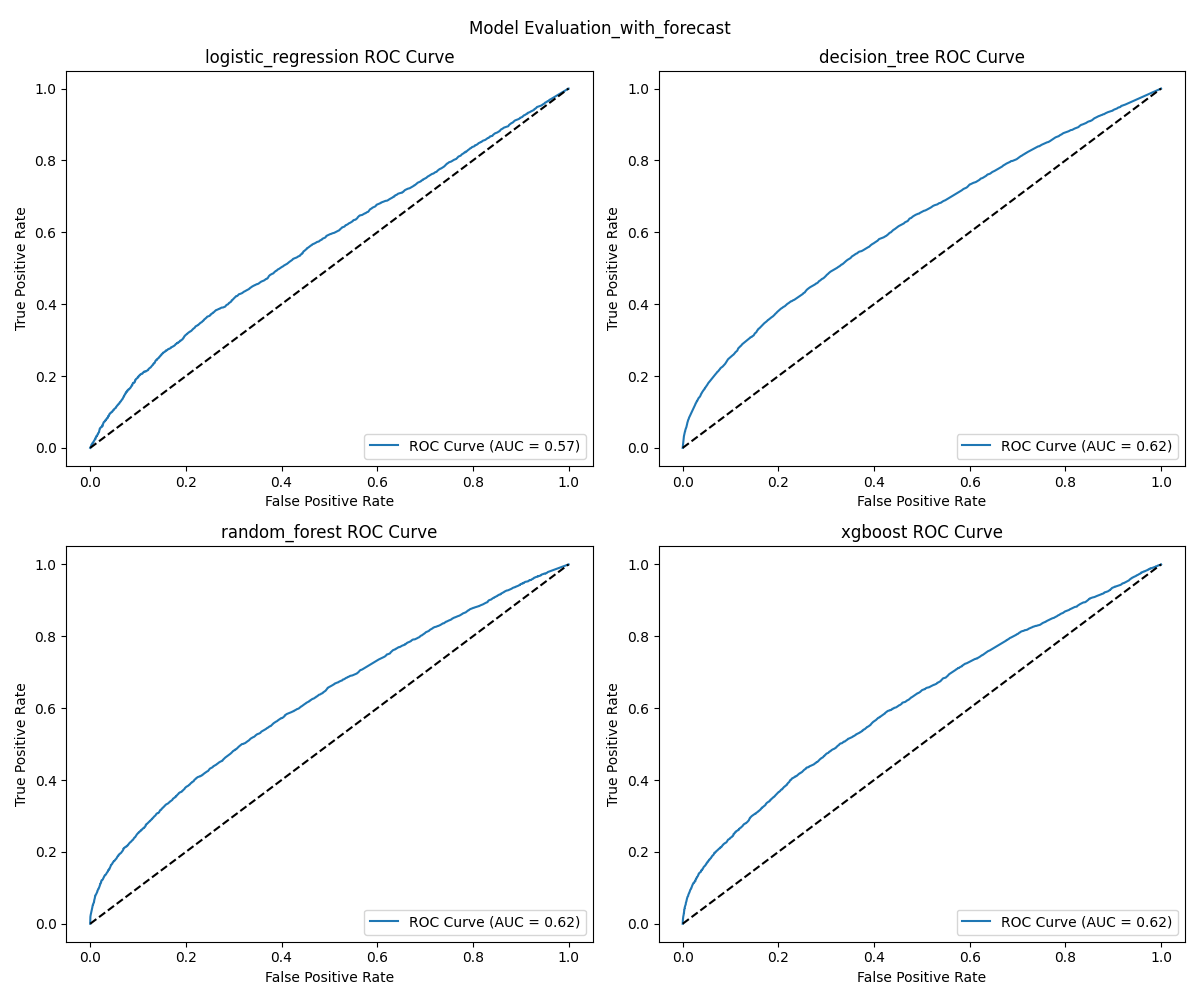 Model Evaluation_with_forecast
logistic_regression ROC Curve
1.0
0.8
0.6
0.4
0.2
0.0
True Positive Rate
ROC Curve (AUC = 0.57)
0.0 0.2 0.4 0.6 0.8 1.0
False Positive Rate
decision_tree ROC Curve
1.0
0.8
0.6
0.4
0.2
0.0
True Positive Rate
ROC Curve (AUC = 0.62)
0.0 0.2 0.4 0.6 0.8 1.0
False Positive Rate
random_forest ROC Curve
1.0
0.8
0.6
0.4
0.2
0.0
True Positive Rate
ROC Curve (AUC = 0.62)
0.0 0.2 0.4 0.6 0.8 1.0
False Positive Rate
xgboost ROC Curve
1.0
0.8
0.6
0.4
0.2
0.0
True Positive Rate
ROC Curve (AUC = 0.62)
0.0 0.2 0.4 0.6 0.8 1.0
False Positive Rate